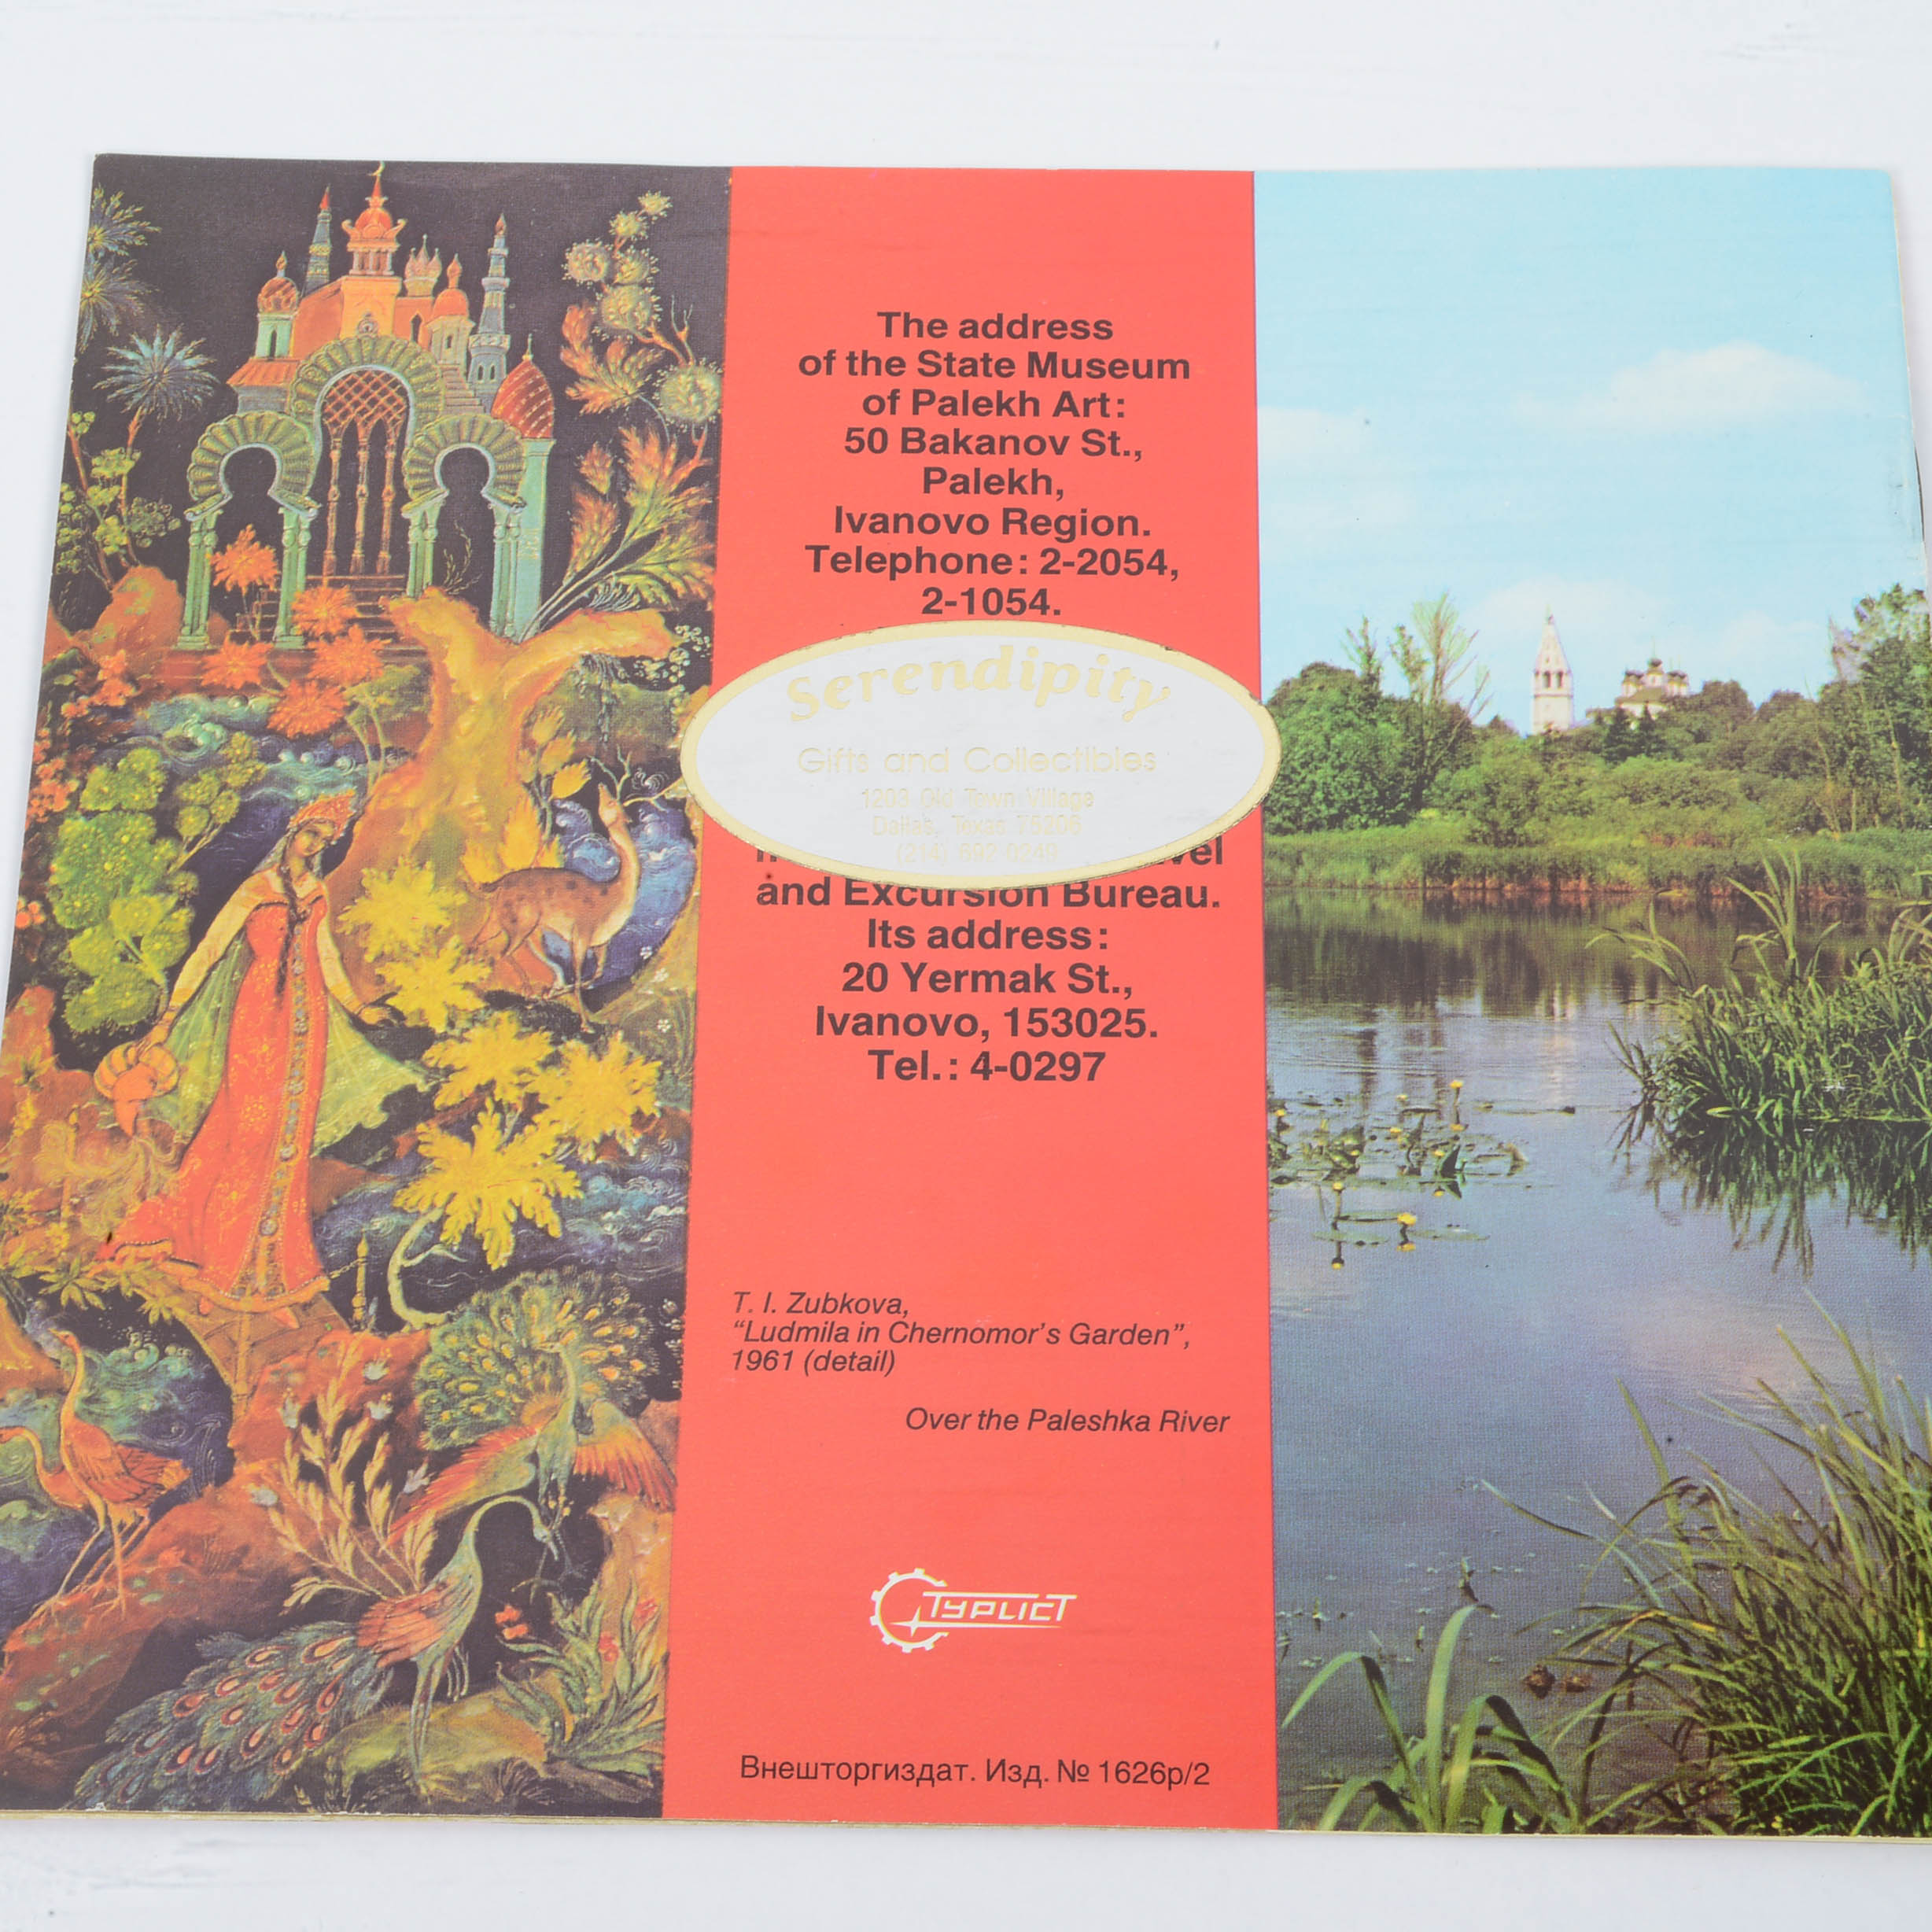 The address
of the State Museum
of Palekh Art:
50 Bakanov St.,
Palekh,
Ivanovo Region.
Telephone: 2-2054,
2-1054.
Serendipity
Gifts and Collectibles
1203 Old Town Village
Dallas, Texas 75206
(214) 692 0249
and Excursion Bureau.
Its address:
20 Yermak St.,
Ivanovo, 153025.
Tel.: 4-0297
T. I. Zubkova,
“Ludmila in Chernomor’s Garden”,
1961 (detail)
Over the Paleshka River
Турист
Внешторгиздат. Изд. № 1626р/2